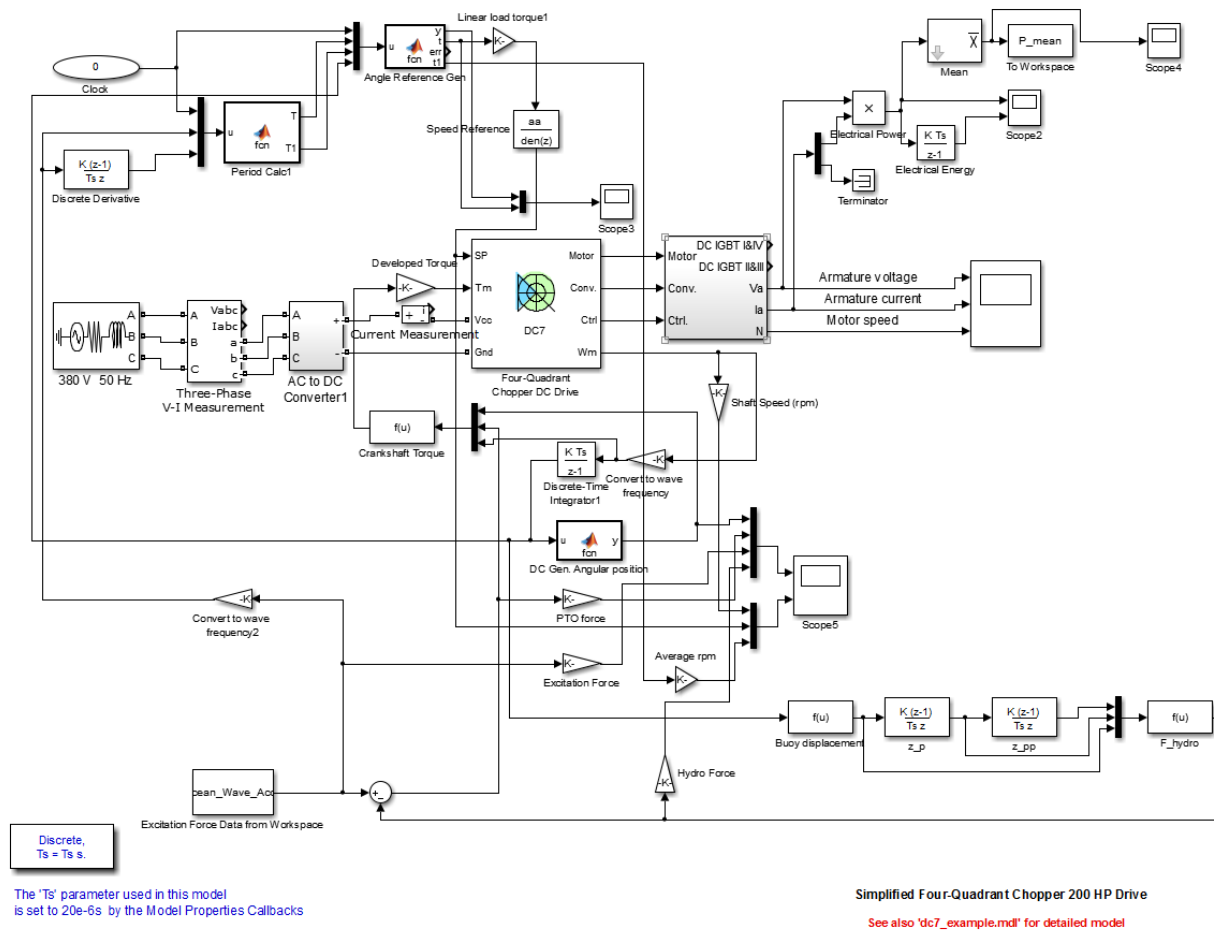 Linear load torque1
K-
0
Clock
u
fcn
y
t
err
t1
Angle Reference Gen
X
Mean
P_mean
To Workspace
Scope4
u
fcn
T
T1
Period Calc1
Speed Reference
aa
den(z)
×
Electrical Power
Scope2
K Ts
z-1
Electrical Energy
K (z-1)
Ts z
Discrete Derivative
Terminator
Scope3
Developed Torque
-K-
SP
Tm
Vcc
Gnd
DC7
Motor
Conv.
Ctrl
Wm
Four-Quadrant
Chopper DC Drive
Motor
Conv.
Ctrl.
DC IGBT I&IV
DC IGBT II&III
Va
Ia
N
Armature voltage
Armature current
Motor speed
A
B
C
380 V 50 Hz
A
B
C
Vabc
Iabc
a
b
c
Three-Phase
V-I Measurement
A
B
C
+
-
AC to DC
Converter1
+
i
-
Current Measurement
-K-
Shaft Speed (rpm)
f(u)
Crankshaft Torque
K Ts
z-1
Discrete-Time
Integrator1
-K-
Convert to wave
frequency
u
fcn
y
DC Gen. Angular position
-K-
Convert to wave
frequency2
K-
PTO force
Scope5
K-
Excitation Force
Average rpm
K-
f(u)
Buoy displacement
K (z-1)
Ts z
z_p
K (z-1)
Ts z
z_pp
f(u)
F_hydro
-K-
Hydro Force
cean_Wave_Acc
Excitation Force Data from Workspace
+
-
Discrete,
Ts = Ts s.
The 'Ts' parameter used in this model
is set to 20e-6s by the Model Properties Callbacks
Simplified Four-Quadrant Chopper 200 HP Drive
See also 'dc7_example.mdl' for detailed model